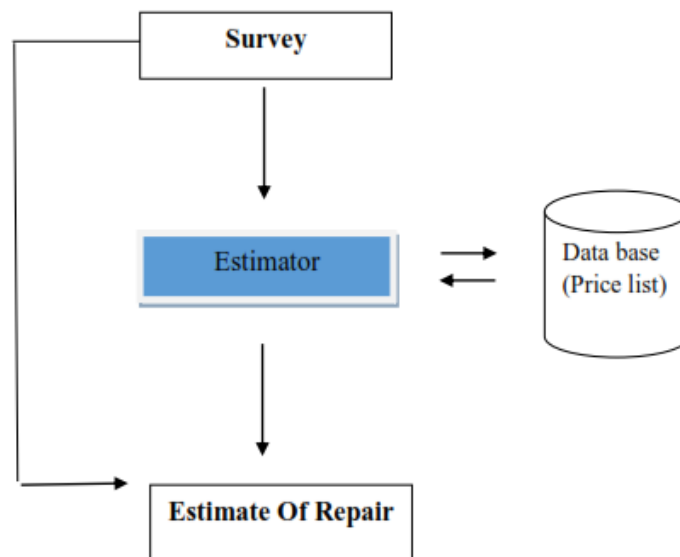 Survey
Estimator
Data base
(Price list)
Estimate Of Repair